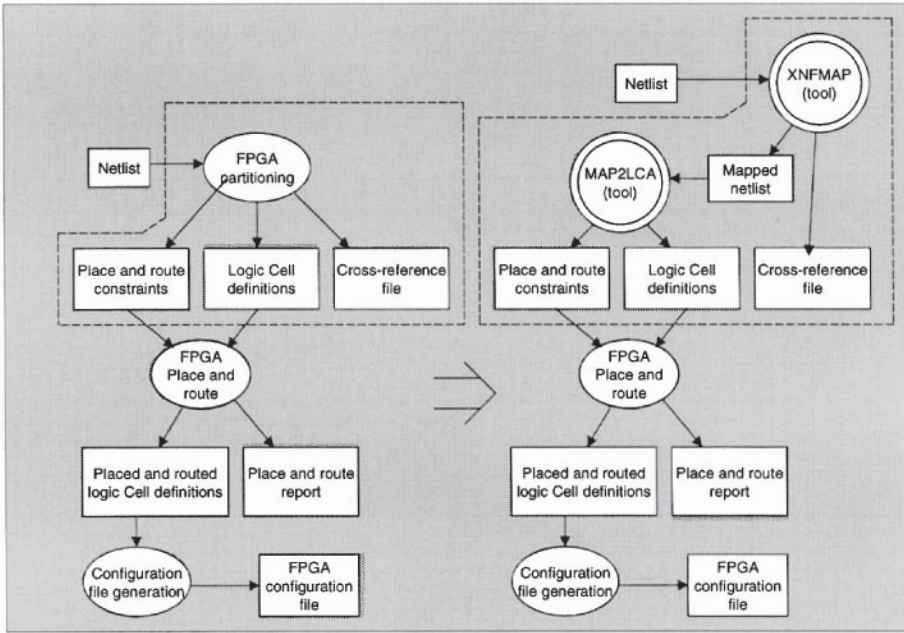 Netlist
FPGA
partitioning
Place and route
constraints
Logic Cell
definitions
Cross-reference
file
FPGA
Place and
route
Placed and routed
logic Cell definitions
Place and route
report
Configuration
file generation
FPGA
configuration
file
Netlist
XNFMAP
(tool)
MAP2LCA
(tool)
Mapped
netlist
Place and route
constraints
Logic Cell
definitions
Cross-reference
file
FPGA
Place and
route
Placed and routed
logic Cell definitions
Place and route
report
Configuration
file generation
FPGA
configuration
file